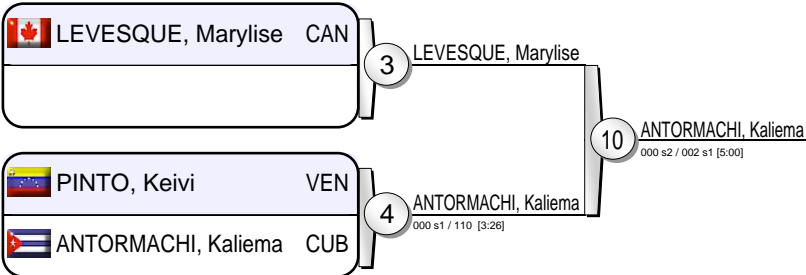 LEVESQUE, Marylise CAN
3
LEVESQUE, Marylise
10
ANTORMACHI, Kaliema
000 s2 / 002 s1 [5:00]
PINTO, Keivi VEN
4
ANTORMACHI, Kaliema
000 s1 / 110 [3:26]
ANTORMACHI, Kaliema CUB